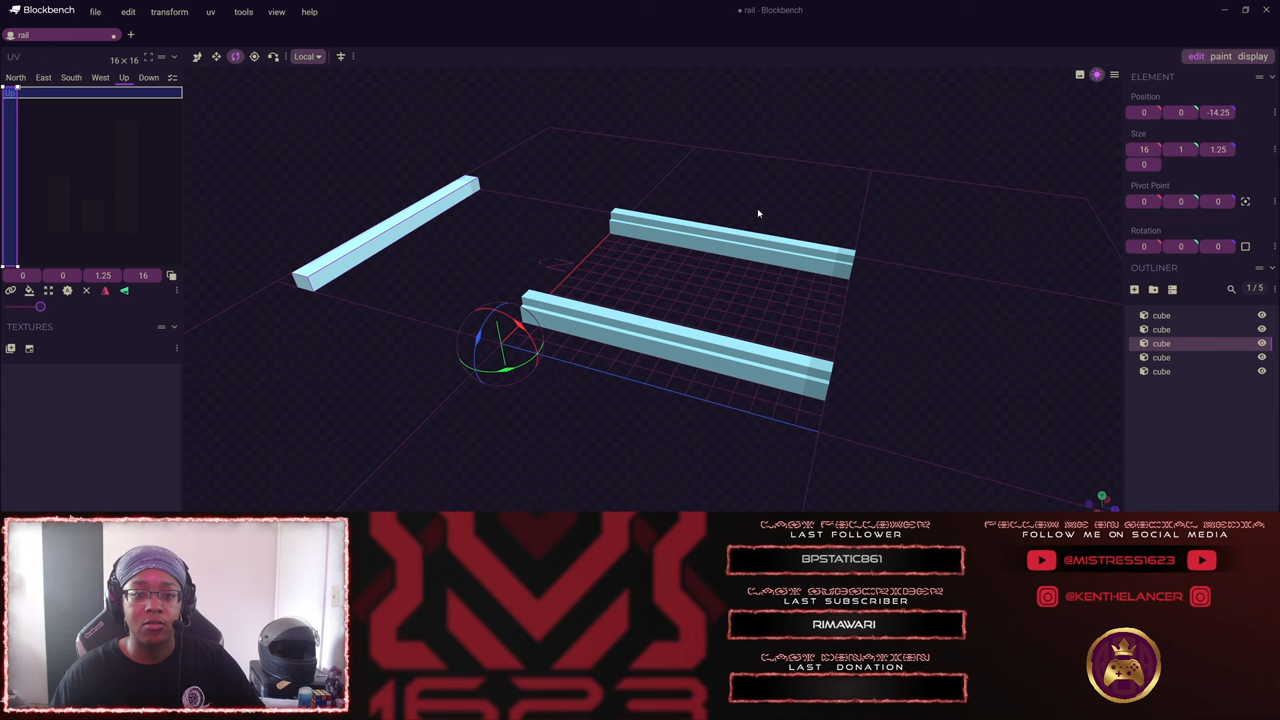 Blockbench
file edit transform uv tools view help
● rail - Blockbench
rail
UV
16×16
Local
edit paint display
North East South West Up Down
Up
0 0 1.25 16
TEXTURES
ELEMENT
Position
0 0 -14.25
Size
16 1 1.25
0
Pivot Point
0 0 0
Rotation
0 0 0
OUTLINER
1/5
cube
cube
cube
cube
cube
LAST FOLLOWER
BPSTATIC861
LAST SUBSCRIBER
RIMAWARI
LAST DONATION
FOLLOW ME ON SOCIAL MEDIA
@MISTRESS1623
@KENTHELANCER
1623